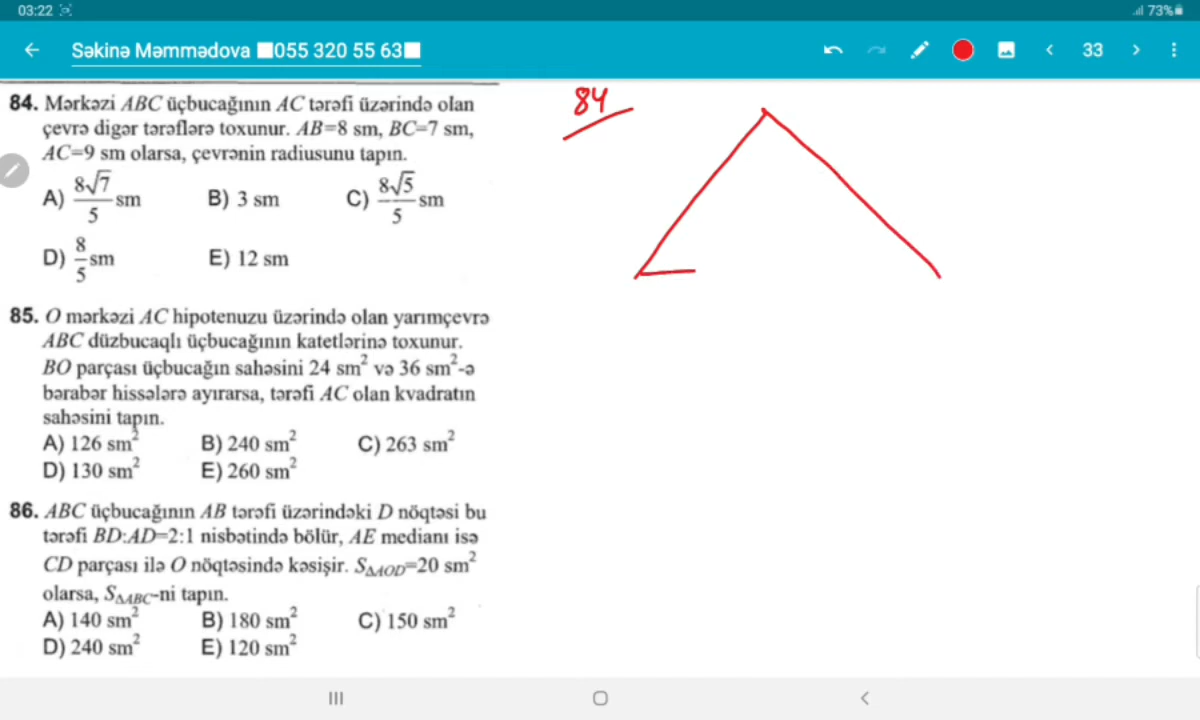 03:22
73%
Səkinə Məmmədova ■055 320 55 63■
33
84. Mərkəzi ABC üçbucağının AC tərəfi üzərində olan
çevrə digər tərəflərə toxunur. AB=8 sm, BC=7 sm,
AC=9 sm olarsa, çevrənin radiusunu tapın.
A) 8√7/5 sm B) 3 sm C) 8√5/5 sm
D) 8/5 sm E) 12 sm
85. O mərkəzi AC hipotenuzu üzərində olan yarımçevrə
ABC düzbucaqlı üçbucağının katetlərinə toxunur.
BO parçası üçbucağın sahəsini 24 sm² və 36 sm²-ə
bərabər hissələrə ayırarsa, tərəfi AC olan kvadratın
sahəsini tapın.
A) 126 sm² B) 240 sm² C) 263 sm²
D) 130 sm² E) 260 sm²
86. ABC üçbucağının AB tərəfi üzərindəki D nöqtəsi bu
tərəfi BD:AD=2:1 nisbətində bölür, AE medianı isə
CD parçası ilə O nöqtəsində kəsişir. S△AOD=20 sm²
olarsa, S△ABC-ni tapın.
A) 140 sm² B) 180 sm² C) 150 sm²
D) 240 sm² E) 120 sm²
84